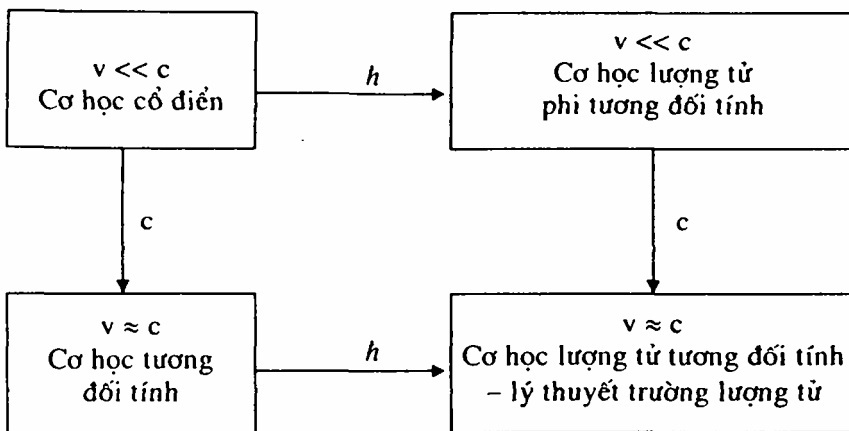 v << c
Cơ học cổ điển
h
v << c
Cơ học lượng tử
phi tương đối tính
c
c
v ≈ c
Cơ học tương
đối tính
h
v ≈ c
Cơ học lượng tử tương đối tính
– lý thuyết trường lượng tử